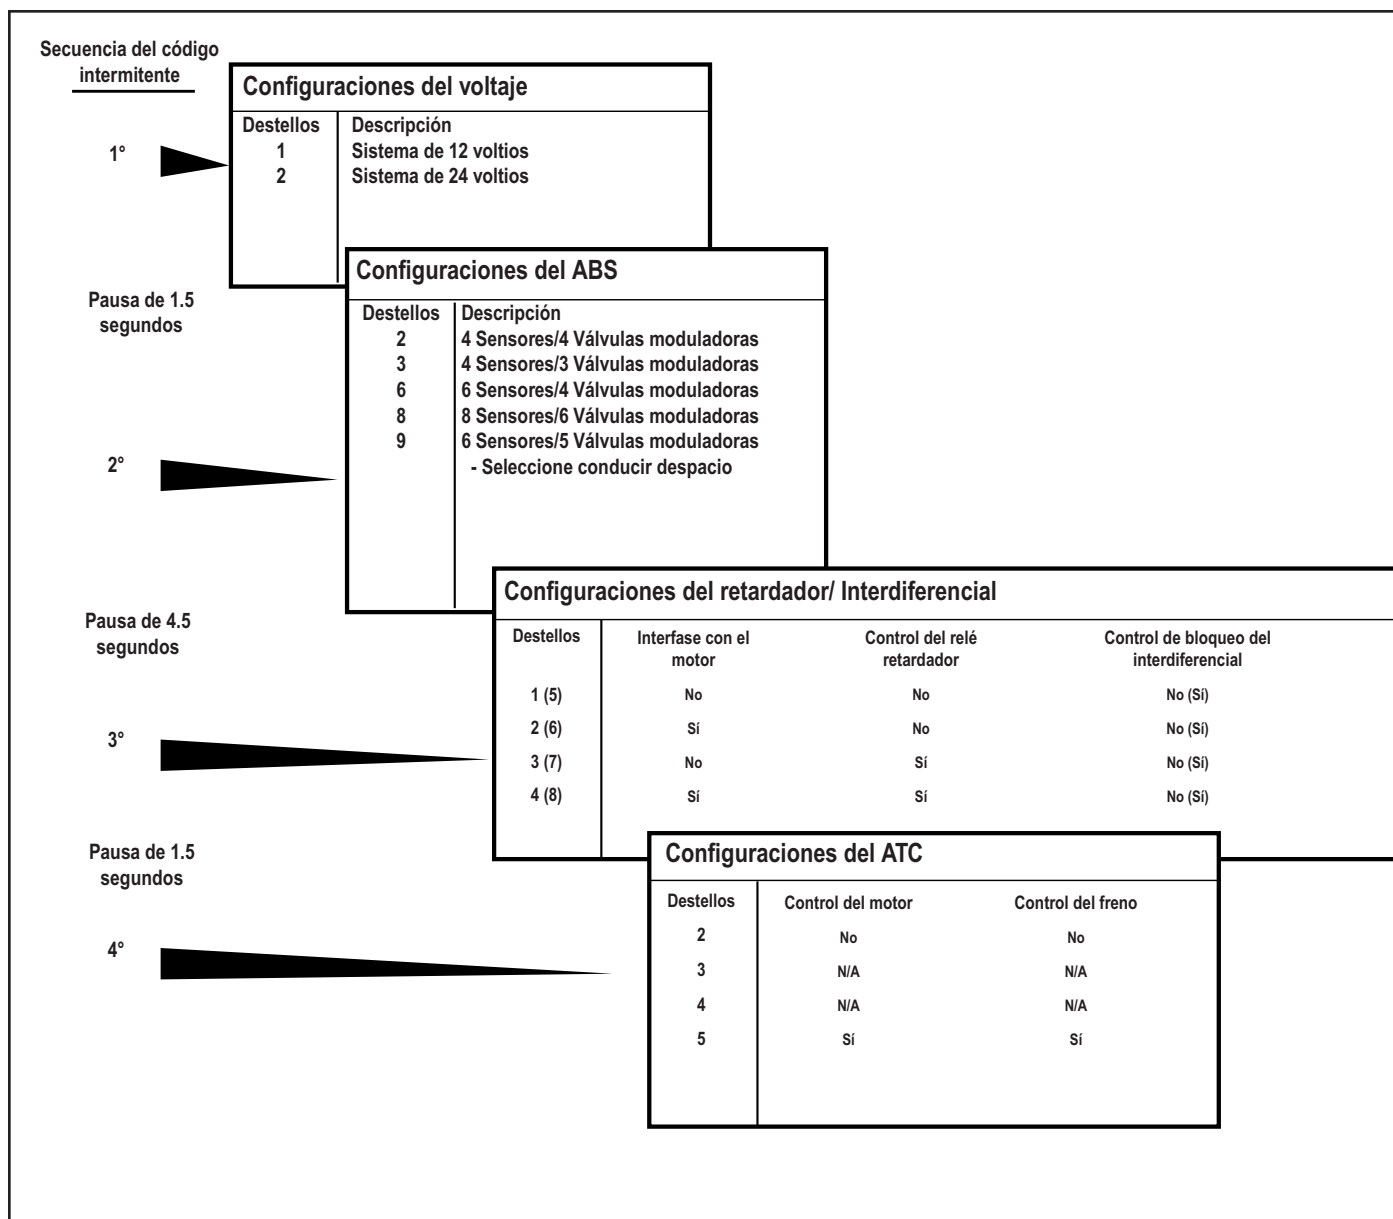 Secuencia del código
intermitente
1°
Configuraciones del voltaje
Destellos Descripción
1 Sistema de 12 voltios
2 Sistema de 24 voltios
Pausa de 1.5
segundos
2°
Configuraciones del ABS
Destellos Descripción
2 4 Sensores/4 Válvulas moduladoras
3 4 Sensores/3 Válvulas moduladoras
6 6 Sensores/4 Válvulas moduladoras
8 8 Sensores/6 Válvulas moduladoras
9 6 Sensores/5 Válvulas moduladoras
- Seleccione conducir despacio
Pausa de 4.5
segundos
3°
Configuraciones del retardador/ Interdiferencial
Destellos Interfase con el Control del relé Control de bloqueo del
motor retardador interdiferencial
1 (5) No No No (Sí)
2 (6) Sí No No (Sí)
3 (7) No Sí No (Sí)
4 (8) Sí Sí No (Sí)
Pausa de 1.5
segundos
4°
Configuraciones del ATC
Destellos Control del motor Control del freno
2 No No
3 N/A N/A
4 N/A N/A
5 Sí Sí